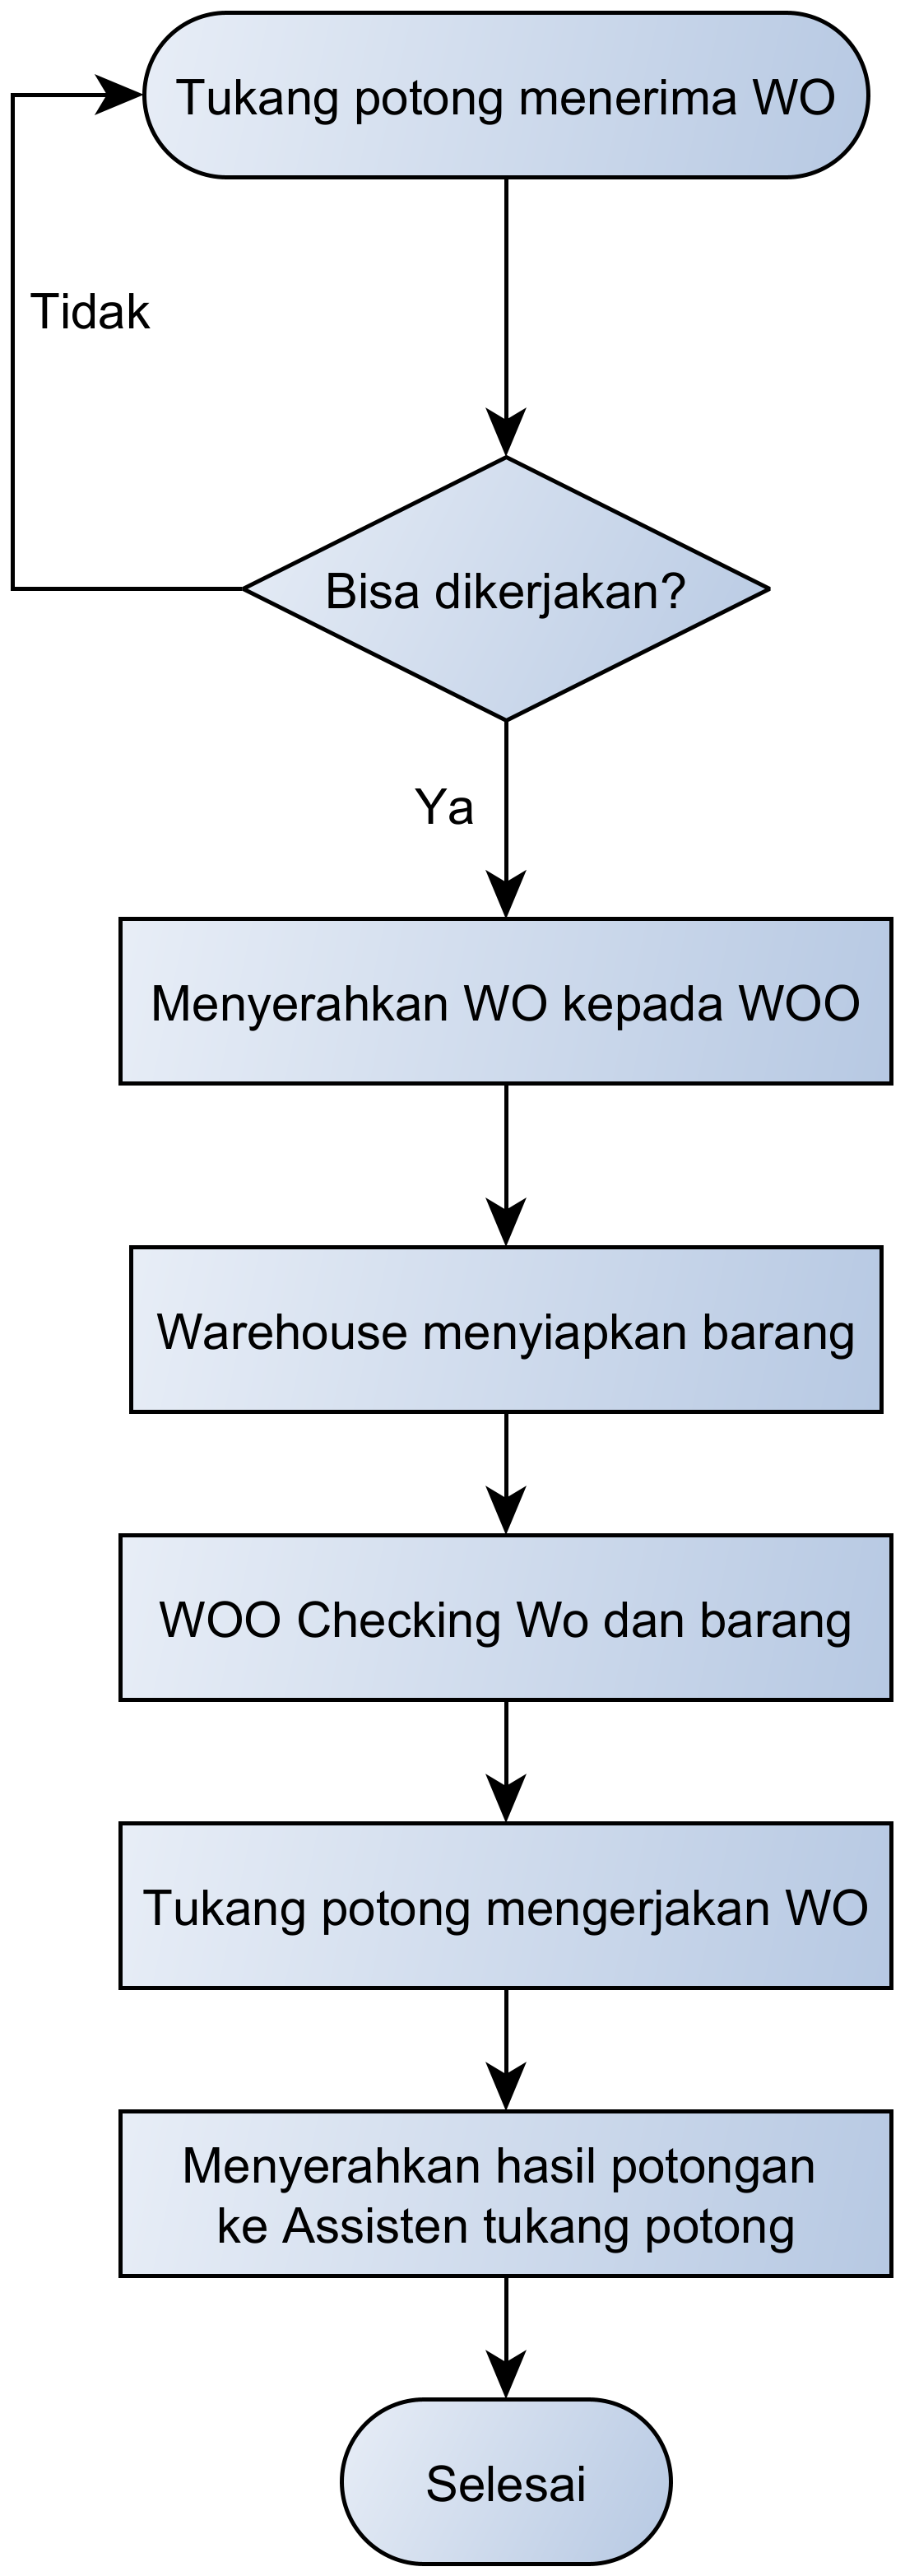 Tukang potong menerima WO
Tidak
Bisa dikerjakan?
Ya
Menyerahkan WO kepada WOO
Warehouse menyiapkan barang
WOO Checking Wo dan barang
Tukang potong mengerjakan WO
Menyerahkan hasil potongan
ke Assisten tukang potong
Selesai